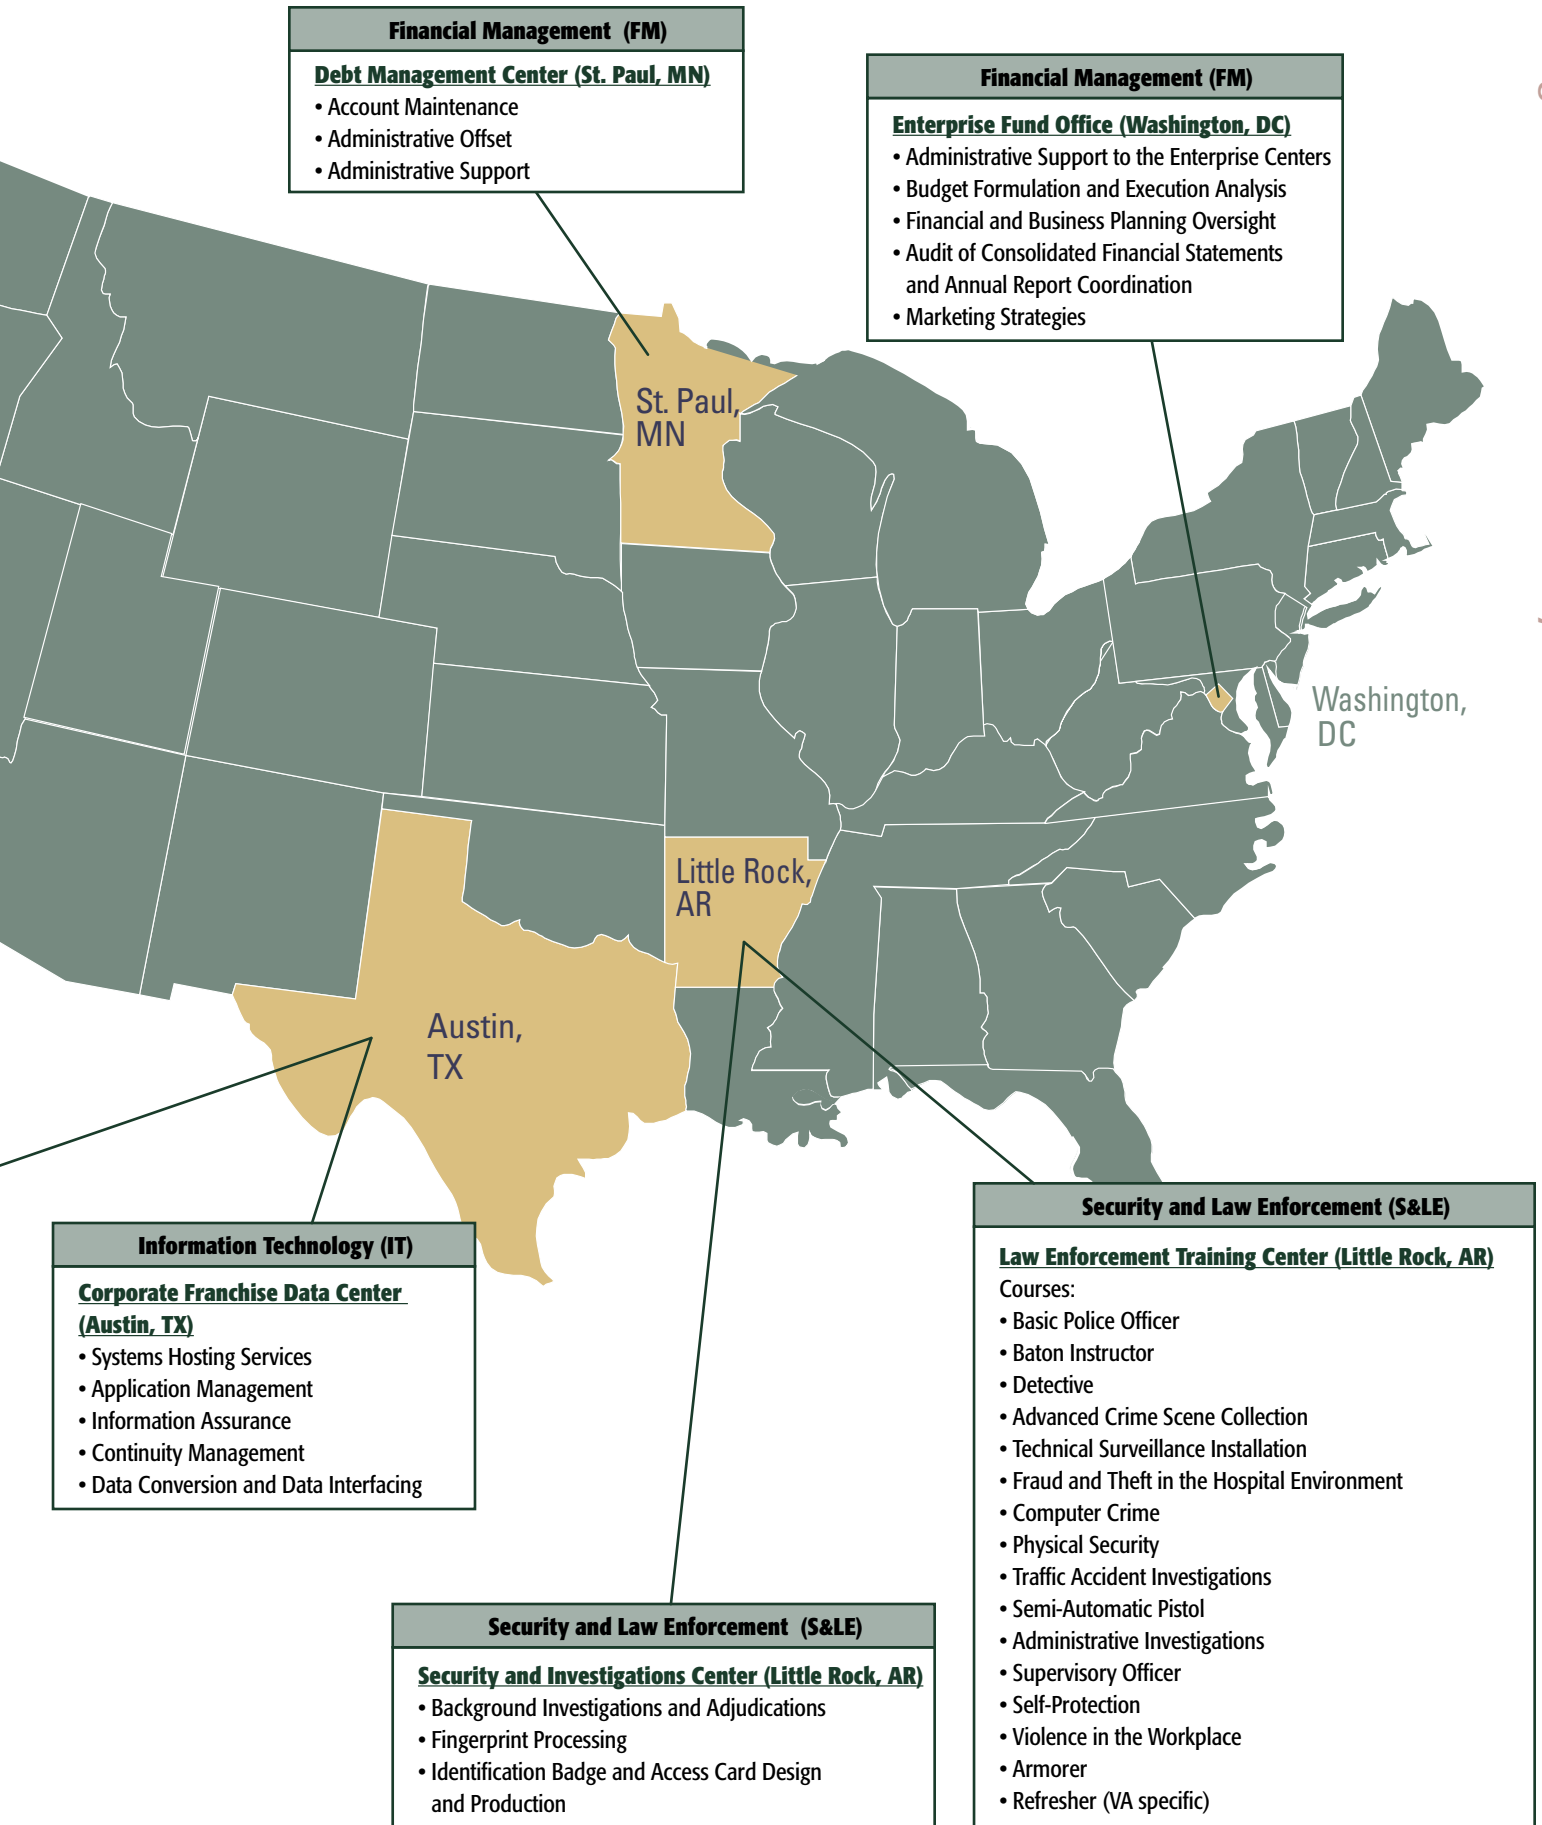 Financial Management  (FM)
Debt Management Center (St. Paul, MN)
• Account Maintenance
• Administrative Offset
• Administrative Support
Financial Management (FM)
Enterprise Fund Office (Washington, DC)
• Administrative Support to the Enterprise Centers
• Budget Formulation and Execution Analysis
• Financial and Business Planning Oversight
• Audit of Consolidated Financial Statements
and Annual Report Coordination
• Marketing Strategies
St. Paul,
MN
Washington,
DC
Little Rock,
AR
Austin,
TX
Information Technology (IT)
Corporate Franchise Data Center
(Austin, TX)
• Systems Hosting Services
• Application Management
• Information Assurance
• Continuity Management
• Data Conversion and Data Interfacing
Security and Law Enforcement (S&LE)
Law Enforcement Training Center (Little Rock, AR)
Courses:
• Basic Police Officer
• Baton Instructor
• Detective
• Advanced Crime Scene Collection
• Technical Surveillance Installation
• Fraud and Theft in the Hospital Environment
• Computer Crime
• Physical Security
• Traffic Accident Investigations
• Semi-Automatic Pistol
• Administrative Investigations
• Supervisory Officer
• Self-Protection
• Violence in the Workplace
• Armorer
• Refresher (VA specific)
Security and Law Enforcement  (S&LE)
Security and Investigations Center (Little Rock, AR)
• Background Investigations and Adjudications
• Fingerprint Processing
• Identification Badge and Access Card Design
and Production